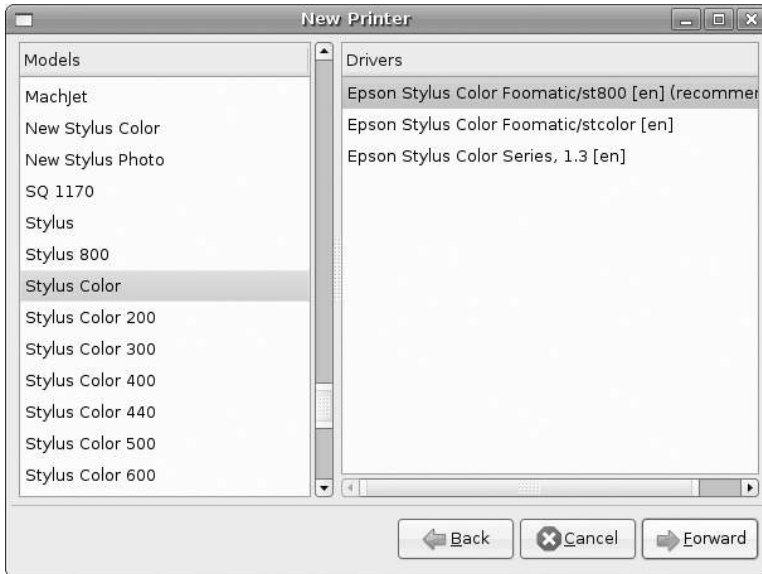 New Printer
Models
MachJet
New Stylus Color
New Stylus Photo
SQ 1170
Stylus
Stylus 800
Stylus Color
Stylus Color 200
Stylus Color 300
Stylus Color 400
Stylus Color 440
Stylus Color 500
Stylus Color 600
Drivers
Epson Stylus Color Foomatic/st800 [en] (recommer
Epson Stylus Color Foomatic/stcolor [en]
Epson Stylus Color Series, 1.3 [en]
Back
Cancel
Forward